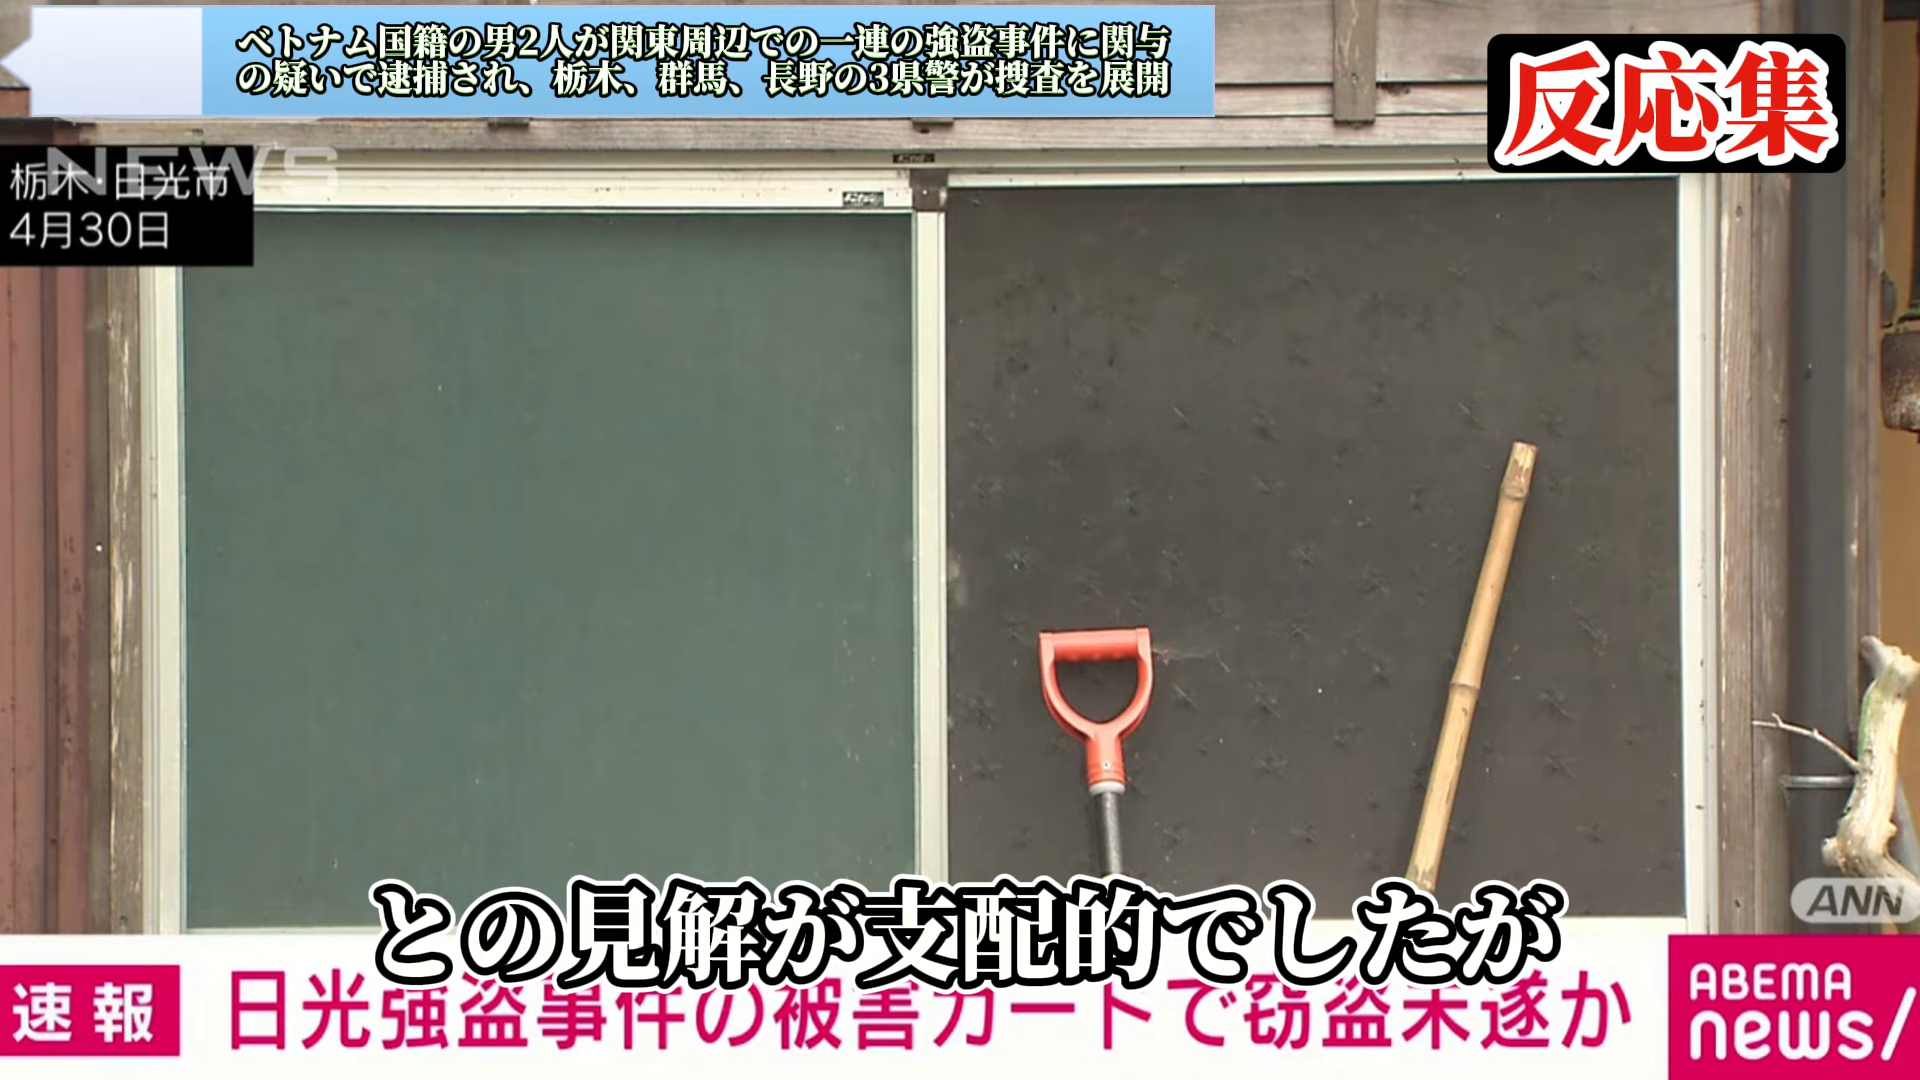 ベトナム国籍の男2人が関東周辺での一連の強盗事件に関与
の疑いで逮捕され、栃木、群馬、長野の3県警が捜査を展開
反応集
NEWS
栃木・日光市
4月30日
ANN
との見解が支配的でしたが
速報
日光強盗事件の被害カードで窃盗未遂か
ABEMA
news/